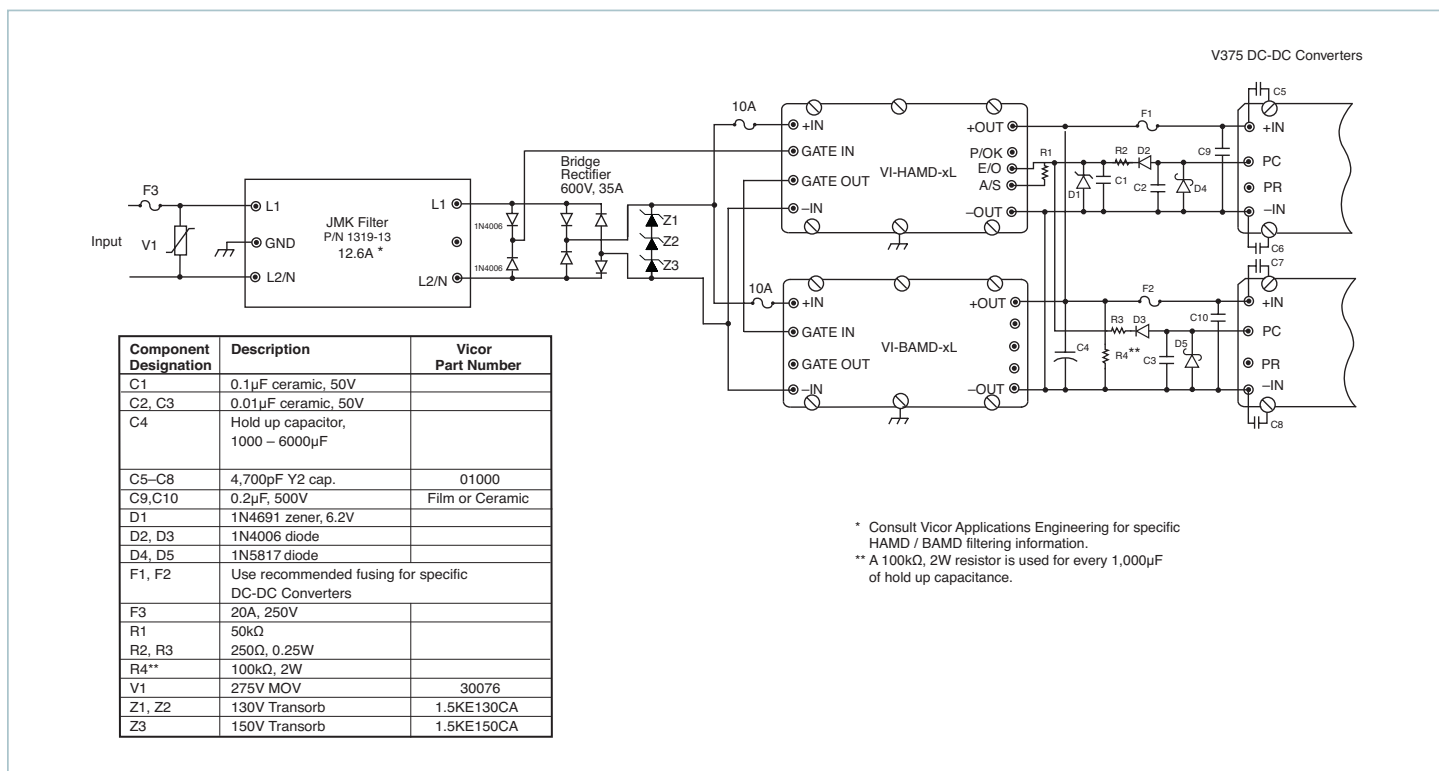 V375 DC-DC Converters
C5
10A
F1
+IN
+OUT
+IN
GATE IN
P/OK
R1
R2 D2
C9
Bridge
Rectifier
600V, 35A
VI-HAMD-xL
E/O
PC
GATE OUT
A/S
D1
C1
C2
D4
PR
F3
L1
L1
1N4006
–IN
–OUT
–IN
JMK Filter
P/N 1319-13
12.6A *
Z1
Input
V1
GND
Z2
C6
1N4006
Z3
C7
L2/N
L2/N
10A
F2
+IN
+OUT
+IN
R3
D3
C10
GATE IN
VI-BAMD-xL
C4
R4**
C3
D5
PC
GATE OUT
PR
–IN
–OUT
–IN
C8
Component Designation Description Vicor Part Number
C1 0.1µF ceramic, 50V
C2, C3 0.01µF ceramic, 50V
C4 Hold up capacitor,
1000 – 6000µF
C5–C8 4,700pF Y2 cap. 01000
C9,C10 0.2µF, 500V Film or Ceramic
D1 1N4691 zener, 6.2V
D2, D3 1N4006 diode
D4, D5 1N5817 diode
F1, F2 Use recommended fusing for specific
DC-DC Converters
F3 20A, 250V
R1 50kΩ
R2, R3 250Ω, 0.25W
R4** 100kΩ, 2W
V1 275V MOV 30076
Z1, Z2 130V Transorb 1.5KE130CA
Z3 150V Transorb 1.5KE150CA
* Consult Vicor Applications Engineering for specific
HAMD / BAMD filtering information.
** A 100kΩ, 2W resistor is used for every 1,000µF
of hold up capacitance.